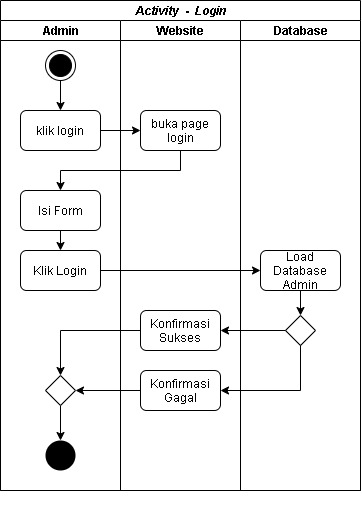 Activity - Login
Admin
Website
Database
klik login
buka page
login
Isi Form
Klik Login
Load
Database
Admin
Konfirmasi
Sukses
Konfirmasi
Gagal